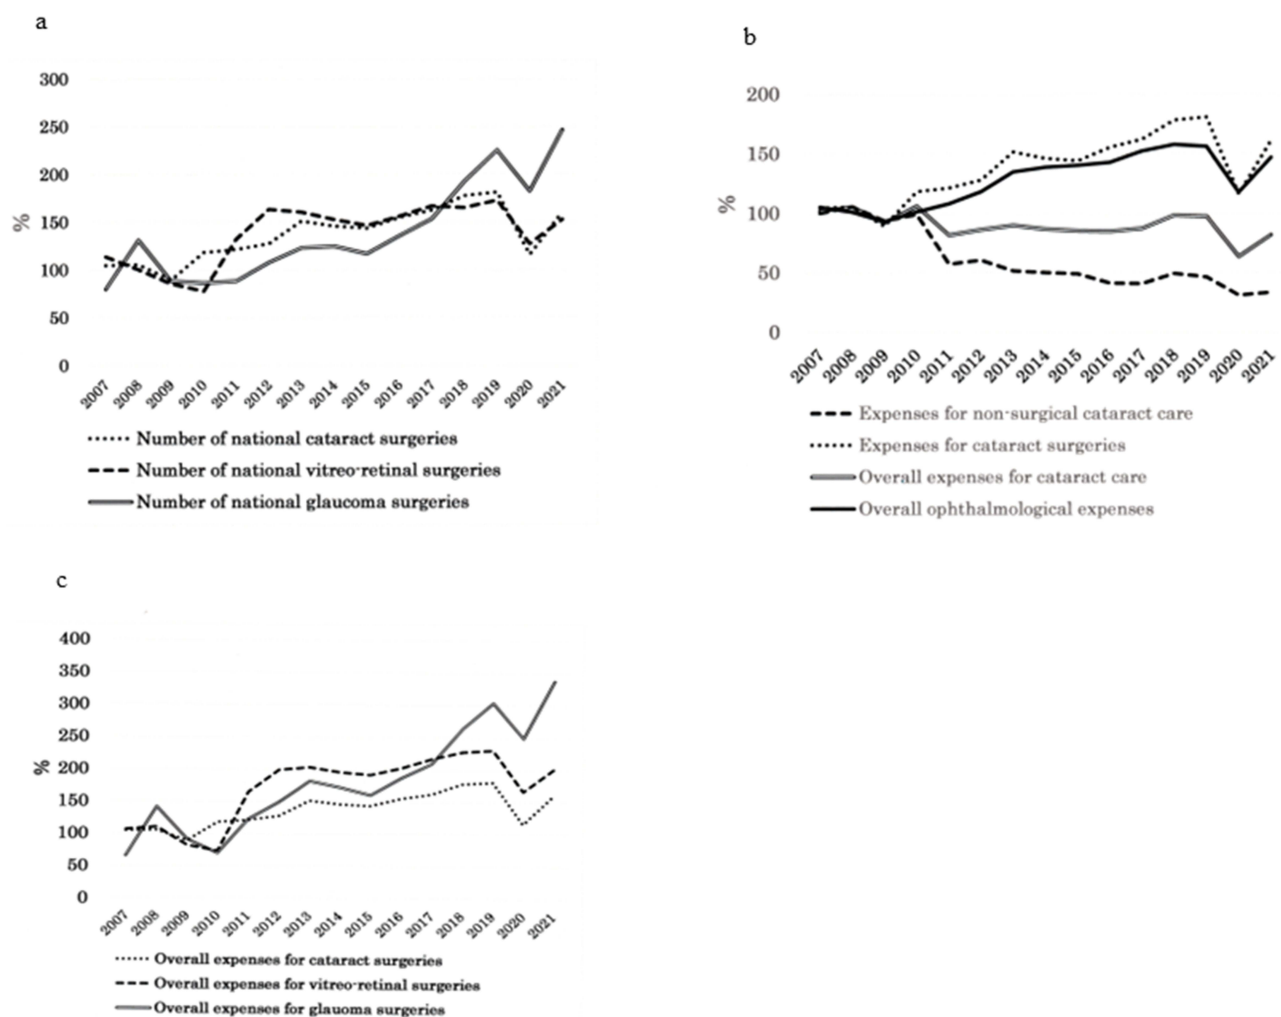 a
300
250
200
150
100
50
0
%
2007 2008 2009 2010 2011 2012 2013 2014 2015 2016 2017 2018 2019 2020 2021
Number of national cataract surgeries
Number of national vitreo-retinal surgeries
Number of national glaucoma surgeries
b
200
150
100
50
0
%
2007 2008 2009 2010 2011 2012 2013 2014 2015 2016 2017 2018 2019 2020 2021
Expenses for non-surgical cataract care
Expenses for cataract surgeries
Overall expenses for cataract care
Overall ophthalmological expenses
c
400
350
300
250
200
150
100
50
0
%
2007 2008 2009 2010 2011 2012 2013 2014 2015 2016 2017 2018 2019 2020 2021
Overall expenses for cataract surgeries
Overall expenses for vitreo-retinal surgeries
Overall expenses for glauoma surgeries